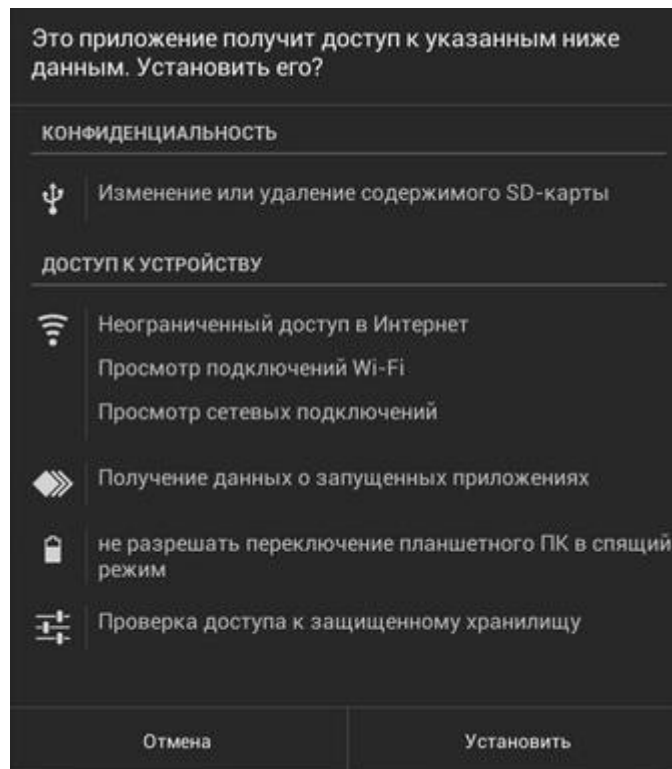 Это приложение получит доступ к указанным ниже
данным. Установить его?
КОНФИДЕНЦИАЛЬНОСТЬ
Изменение или удаление содержимого SD-карты
ДОСТУП К УСТРОЙСТВУ
Неограниченный доступ в Интернет
Просмотр подключений Wi-Fi
Просмотр сетевых подключений
Получение данных о запущенных приложениях
не разрешать переключение планшетного ПК в спящий
режим
Проверка доступа к защищенному хранилищу
Отмена
Установить